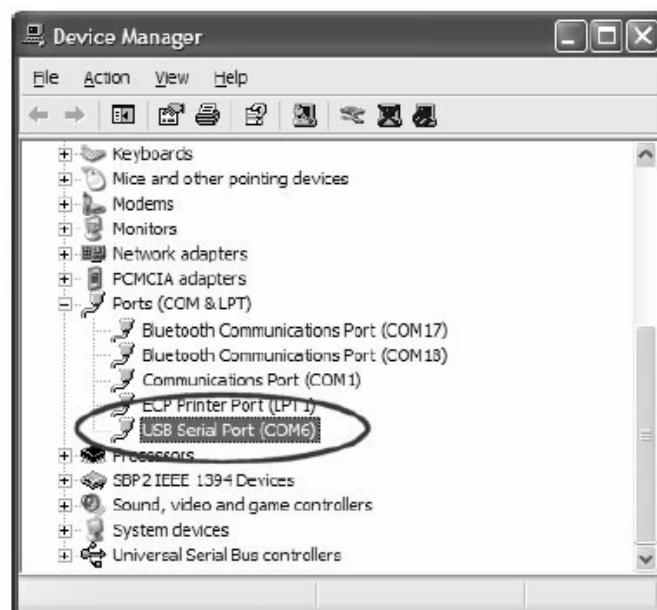 Device Manager
File Action View Help
Keyboards
Mice and other pointing devices
Modems
Monitors
Network adapters
PCMCIA adapters
Ports (COM & LPT)
Bluetooth Communications Port (COM17)
Bluetooth Communications Port (COM18)
Communications Port (COM1)
ECP Printer Port (LPT1)
USB Serial Port (COM6)
Processors
SBP2 IEEE 1394 Devices
Sound, video and game controllers
System devices
Universal Serial Bus controllers